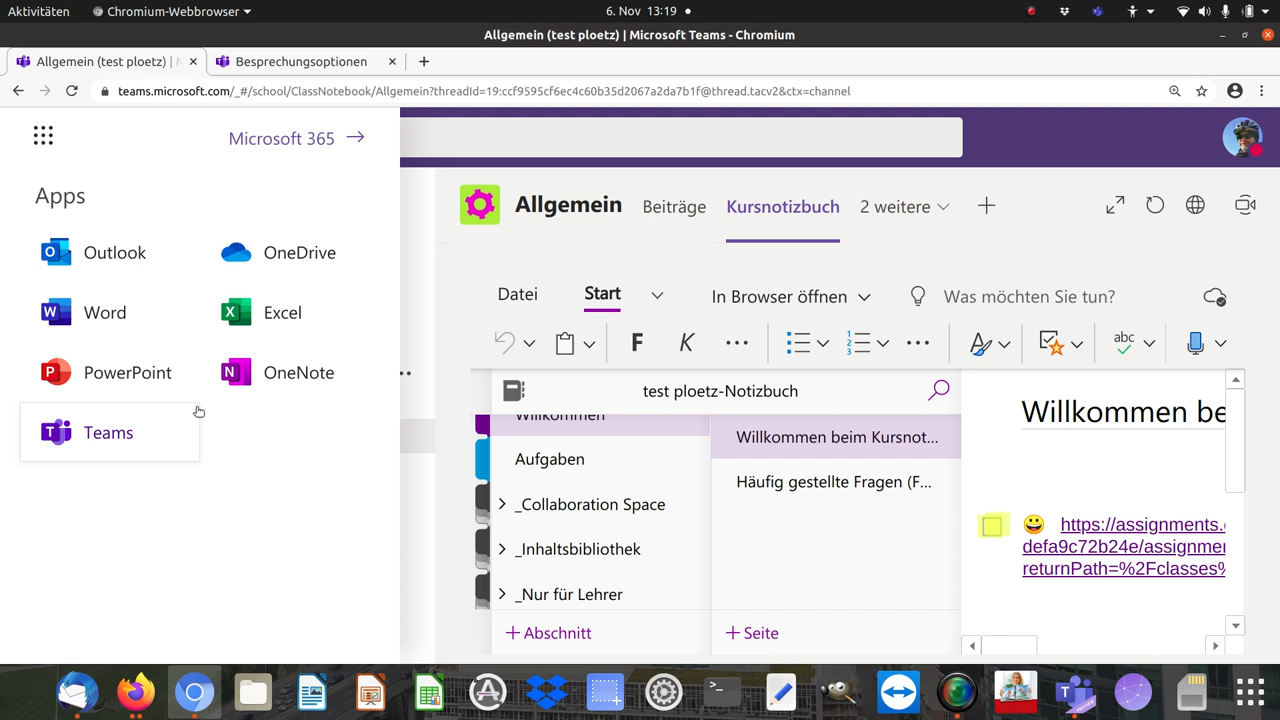 Aktivitäten
Chromium-Webbrowser
6. Nov 13:19
Allgemein (test ploetz) | Microsoft Teams - Chromium
Allgemein (test ploetz) |
Besprechungsoptionen
teams.microsoft.com/_#/school/ClassNotebook/Allgemein?threadId=19:ccf9595cf6ec4c60b35d2067a2da7b1f@thread.tacv2&ctx=channel
Microsoft 365
Apps
Outlook
OneDrive
Word
Excel
PowerPoint
OneNote
Teams
Allgemein
Beiträge
Kursnotizbuch
2 weitere
Datei
Start
In Browser öffnen
Was möchten Sie tun?
F
K
abc
test ploetz-Notizbuch
Willkommen
Aufgaben
_Collaboration Space
_Inhaltsbibliothek
_Nur für Lehrer
+ Abschnitt
Willkommen beim Kursnot...
Häufig gestellte Fragen (F...
+ Seite
Willkommen be
https://assignments.
defa9c72b24e/assignmer
returnPath=%2Fclasses%